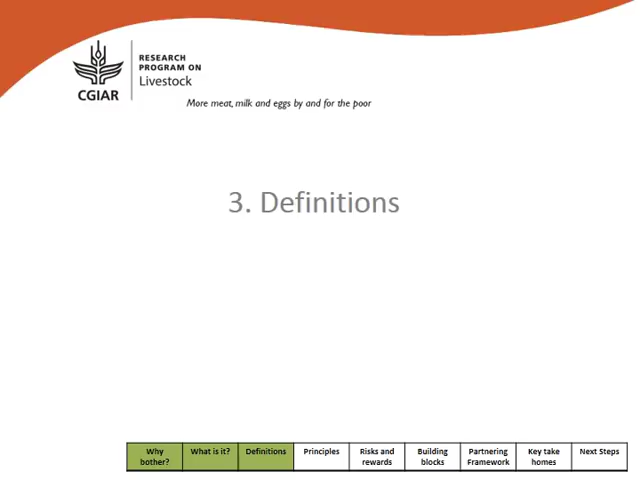 RESEARCH
PROGRAM ON
Livestock
CGIAR
More meat, milk and eggs by and for the poor
3. Definitions
Why bother?
What is it?
Definitions
Principles
Risks and rewards
Building blocks
Partnering Framework
Key take homes
Next Steps